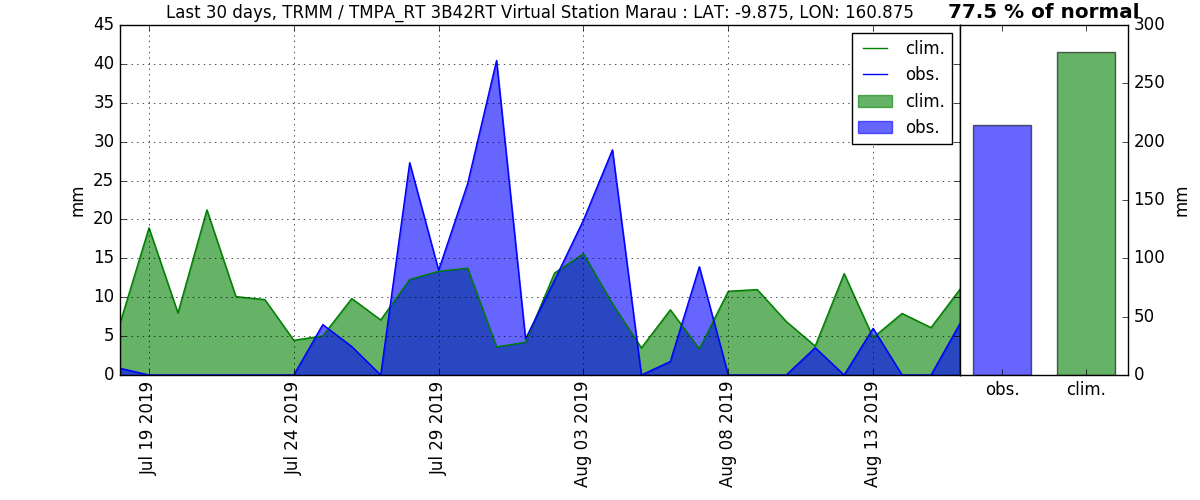 Last 30 days, TRMM / TMPA_RT 3B42RT Virtual Station Marau : LAT: -9.875, LON: 160.875
77.5 % of normal
45
40
35
30
25
20
15
10
5
0
mm
clim.
obs.
clim.
obs.
Jul 19 2019
Jul 24 2019
Jul 29 2019
Aug 03 2019
Aug 08 2019
Aug 13 2019
300
250
200
150
100
50
0
mm
obs.
clim.